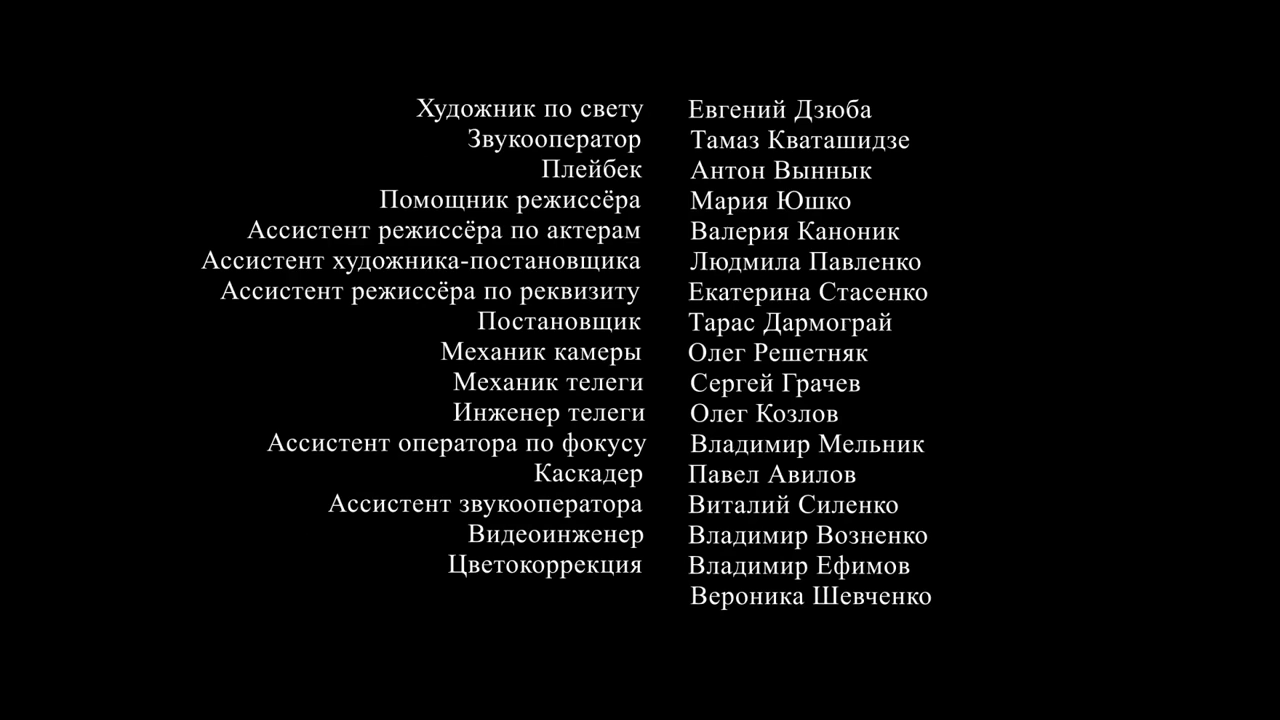 Художник по свету Евгений Дзюба
Звукооператор Тамаз Кваташидзе
Плейбек Антон Выннык
Помощник режиссёра Мария Юшко
Ассистент режиссёра по актерам Валерия Каноник
Ассистент художника-постановщика Людмила Павленко
Ассистент режиссёра по реквизиту Екатерина Стасенко
Постановщик Тарас Дармограй
Механик камеры Олег Решетняк
Механик телеги Сергей Грачев
Инженер телеги Олег Козлов
Ассистент оператора по фокусу Владимир Мельник
Каскадер Павел Авилов
Ассистент звукооператора Виталий Силенко
Видеоинженер Владимир Возненко
Цветокоррекция Владимир Ефимов
Вероника Шевченко